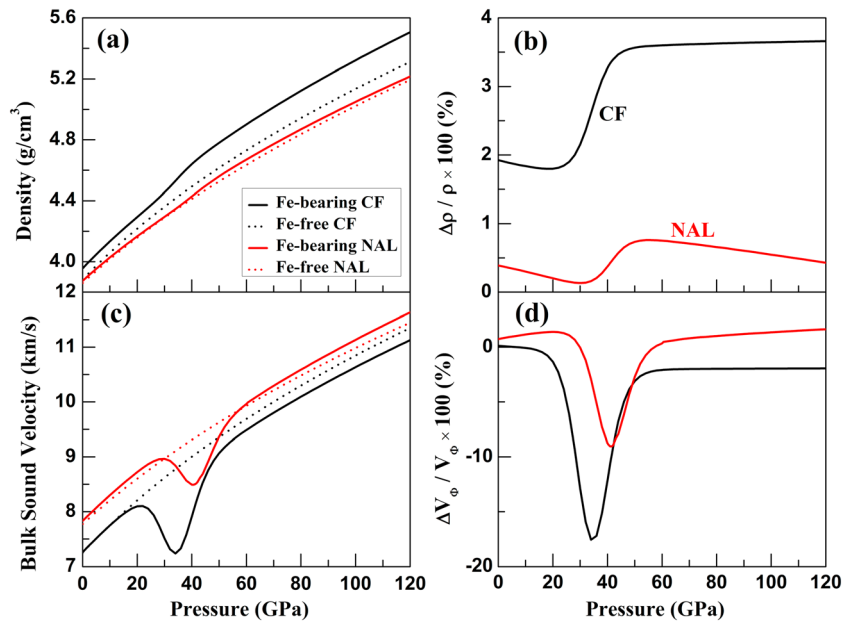 (a)
5.6
5.2
4.8
4.4
4.0
Density (g/cm³)
Fe-bearing CF
Fe-free CF
Fe-bearing NAL
Fe-free NAL
(b)
4
3
2
1
0
Δρ / ρ × 100 (%)
CF
NAL
(c)
12
11
10
9
8
7
Bulk Sound Velocity (km/s)
0 20 40 60 80 100 120
Pressure (GPa)
(d)
0
-10
-20
ΔV_Φ / V_Φ × 100 (%)
0 20 40 60 80 100 120
Pressure (GPa)